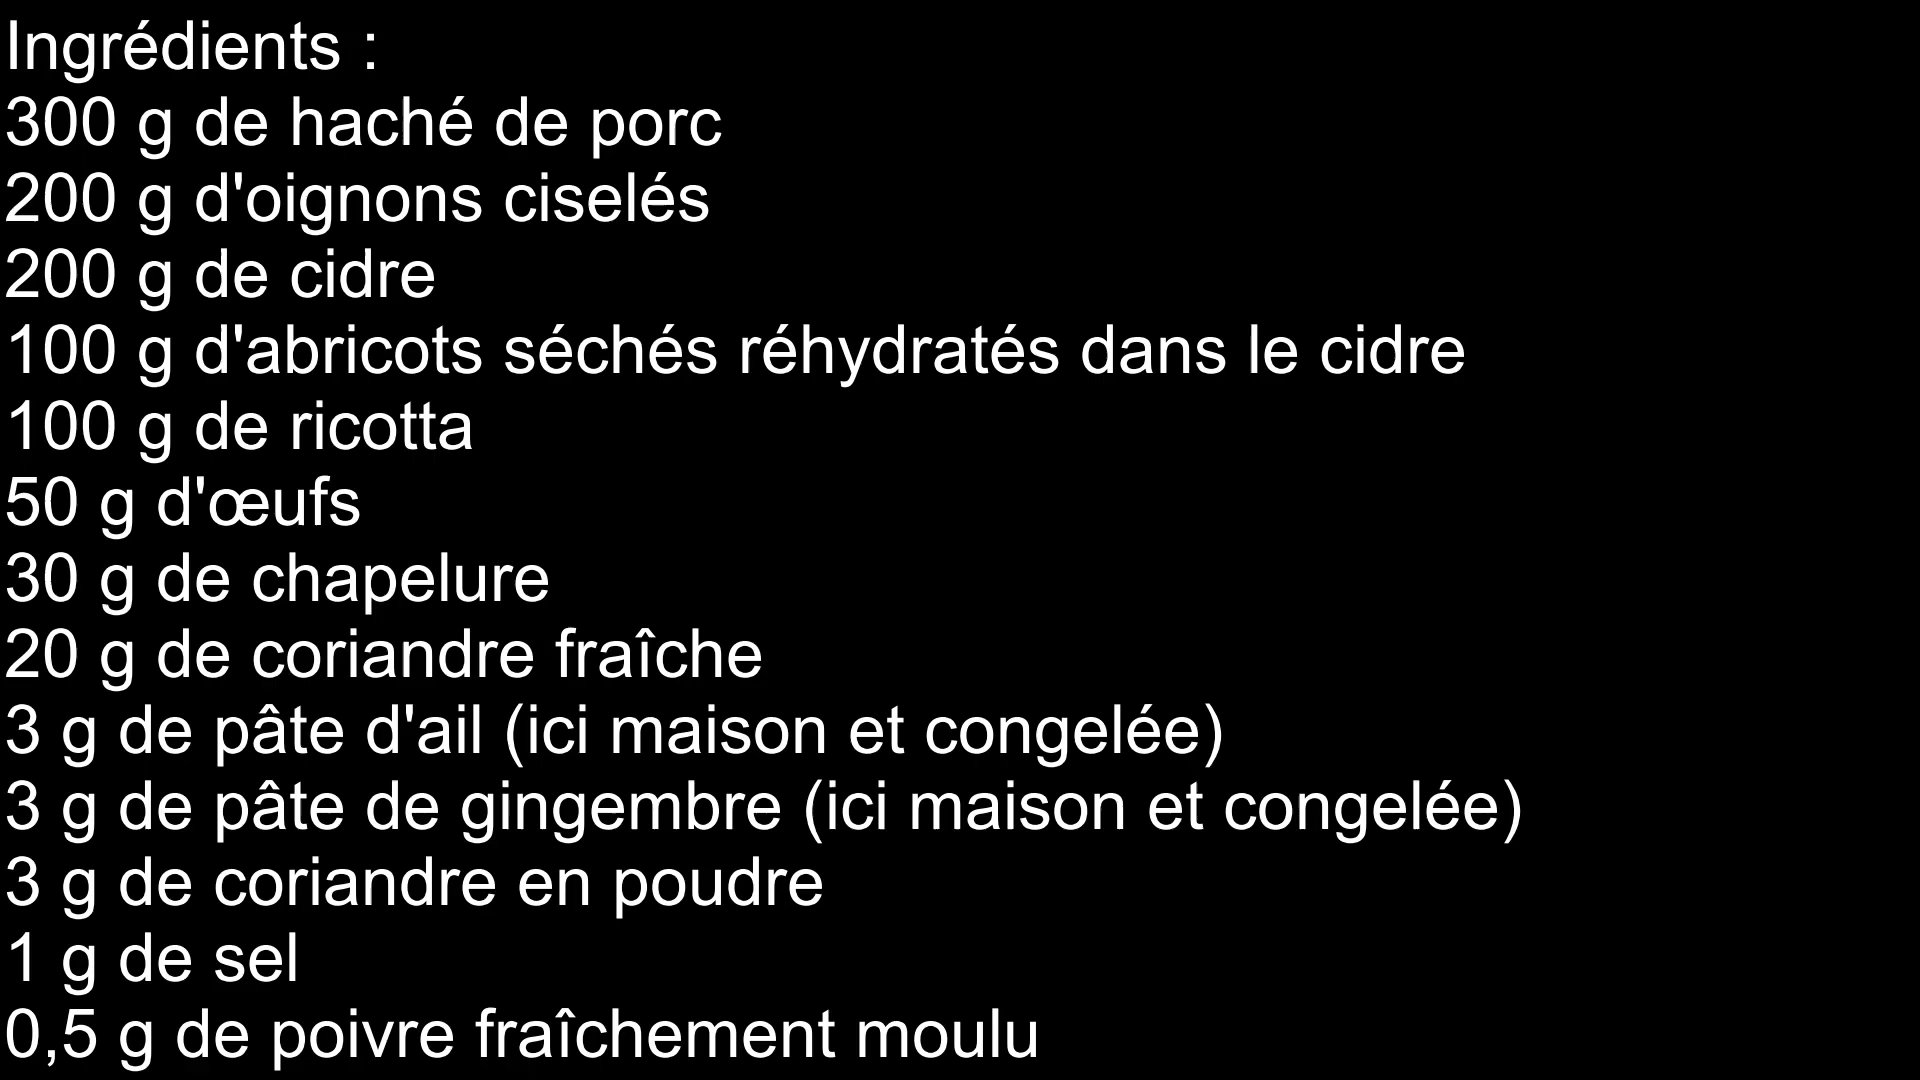 Ingrédients :
300 g de haché de porc
200 g d'oignons ciselés
200 g de cidre
100 g d'abricots séchés réhydratés dans le cidre
100 g de ricotta
50 g d'œufs
30 g de chapelure
20 g de coriandre fraîche
3 g de pâte d'ail (ici maison et congelée)
3 g de pâte de gingembre (ici maison et congelée)
3 g de coriandre en poudre
1 g de sel
0,5 g de poivre fraîchement moulu